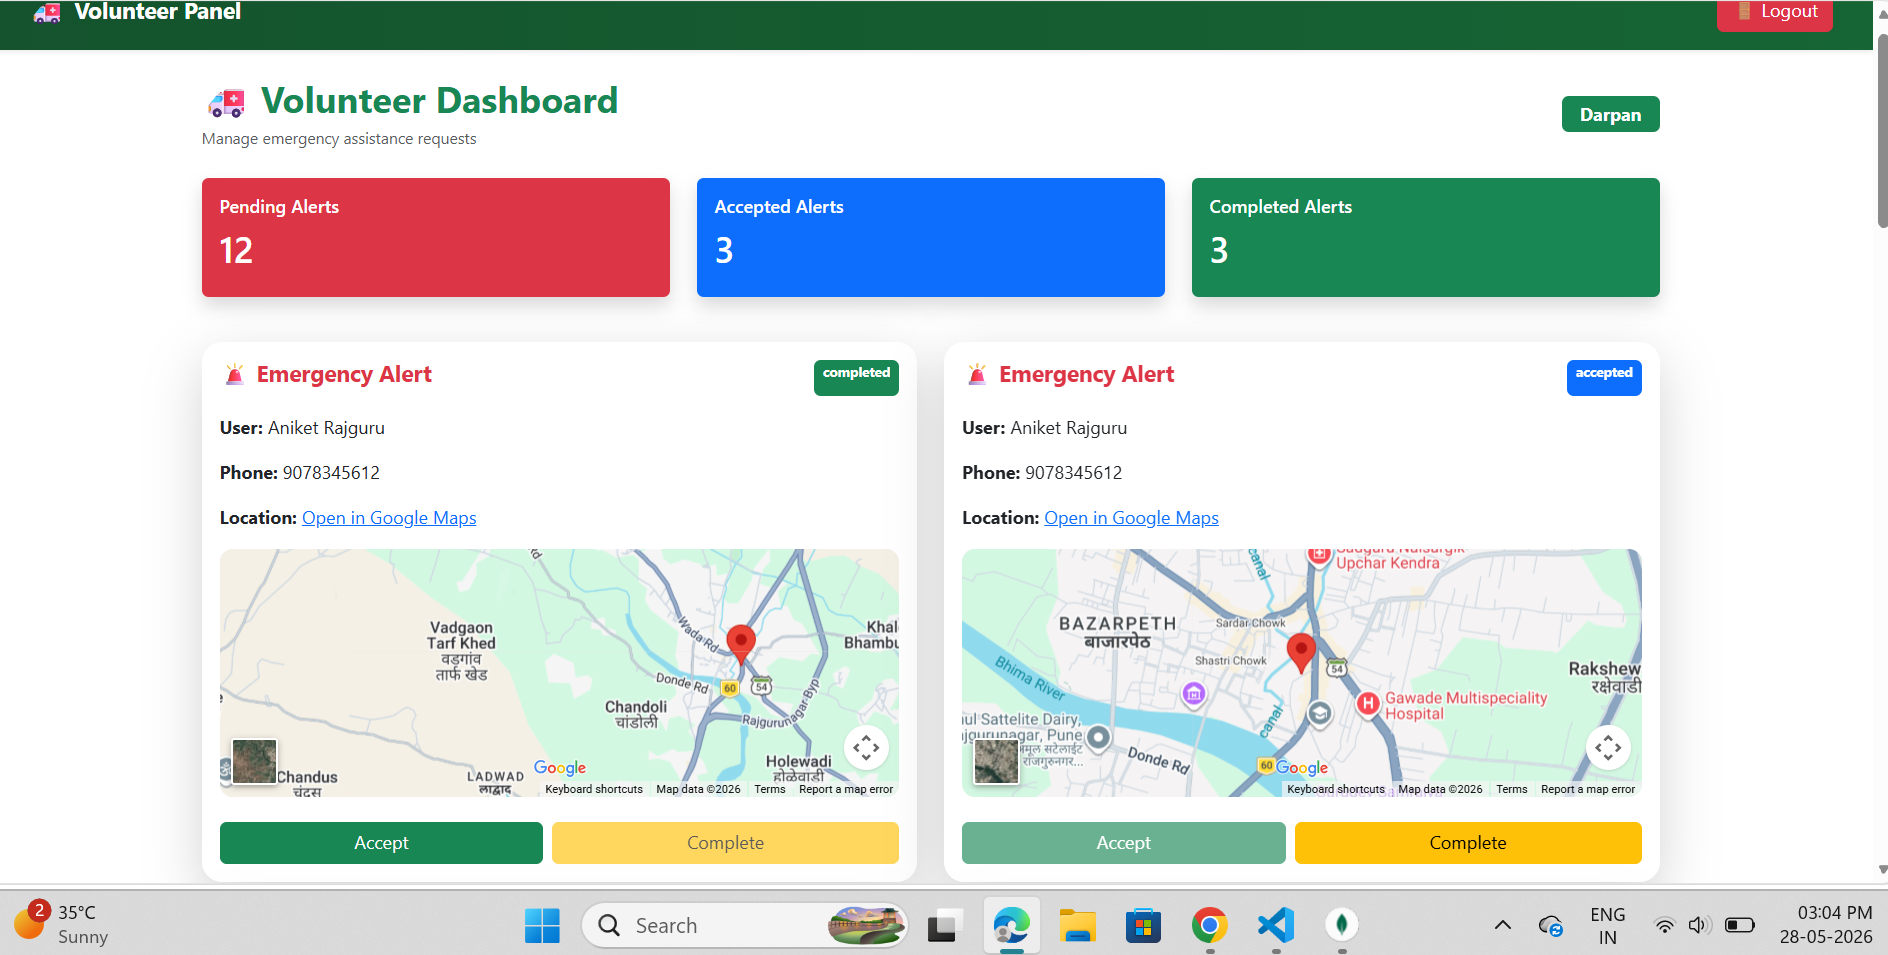 Volunteer Panel
Logout
Volunteer Dashboard
Manage emergency assistance requests
Darpan
Pending Alerts
12
Accepted Alerts
3
Completed Alerts
3
Emergency Alert
completed
User: Aniket Rajguru
Phone: 9078345612
Location: Open in Google Maps
Wada Rd
Vadgaon
Tarf Khed
वडगांव
तार्फ खेड
Bhambu
Donde Rd
60
54
Chandoli
चांडोली
Rajgurunagar Byp
Holewadi
होळेवाडी
Chandus
चंदुस
LADWAD
लाद्वाद
Google
Keyboard shortcuts
Map data ©2026
Terms
Report a map error
Accept
Complete
Emergency Alert
accepted
User: Aniket Rajguru
Phone: 9078345612
Location: Open in Google Maps
canal
Upchar Kendra
BAZARPETH
बाजारपेठ
Sardar Chowk
Shastri Chowk
54
Bhima River
Rakshew
रक्षेवाडी
Gawade Multispeciality
Hospital
canal
Sattelite Dairy,
Pune
Donde Rd
60
Google
Keyboard shortcuts
Map data ©2026
Terms
Report a map error
Accept
Complete
2
35°C
Sunny
Search
ENG
IN
03:04 PM
28-05-2026